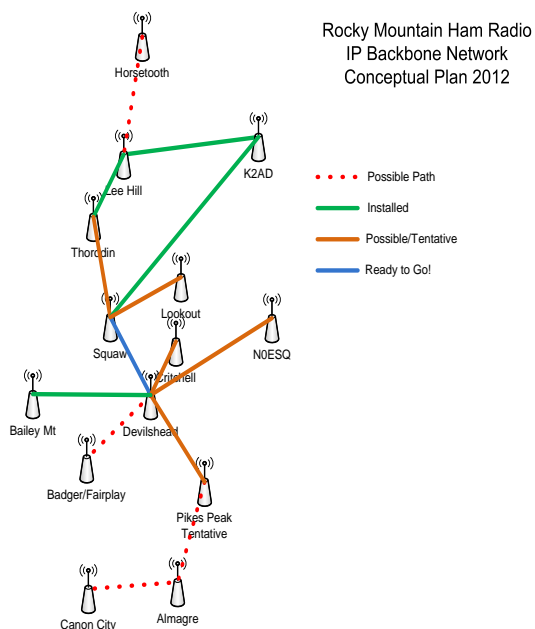 Rocky Mountain Ham Radio
IP Backbone Network
Conceptual Plan 2012
Horsetooth
Lee Hill
K2AD
Possible Path
Installed
Possible/Tentative
Ready to Go!
Thorodin
Lookout
Squaw
N0ESQ
Critchell
Bailey Mt
Devilshead
Badger/Fairplay
Pikes Peak
Tentative
Almagre
Canon City